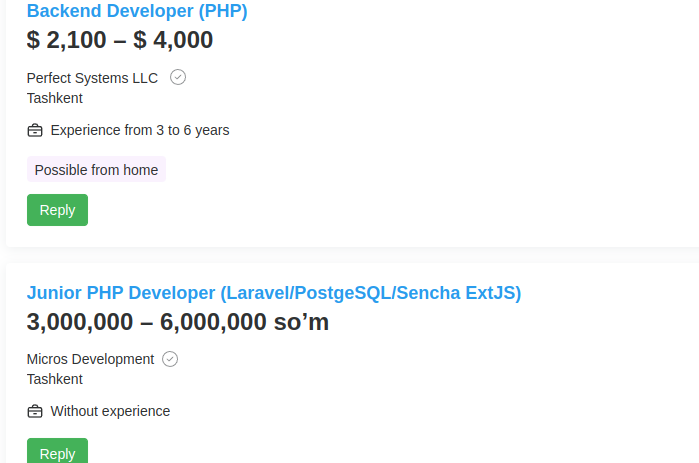 Backend Developer (PHP)
$ 2,100 – $ 4,000
Perfect Systems LLC
Tashkent
Experience from 3 to 6 years
Possible from home
Reply
Junior PHP Developer (Laravel/PostgeSQL/Sencha ExtJS)
3,000,000 – 6,000,000 so’m
Micros Development
Tashkent
Without experience
Reply